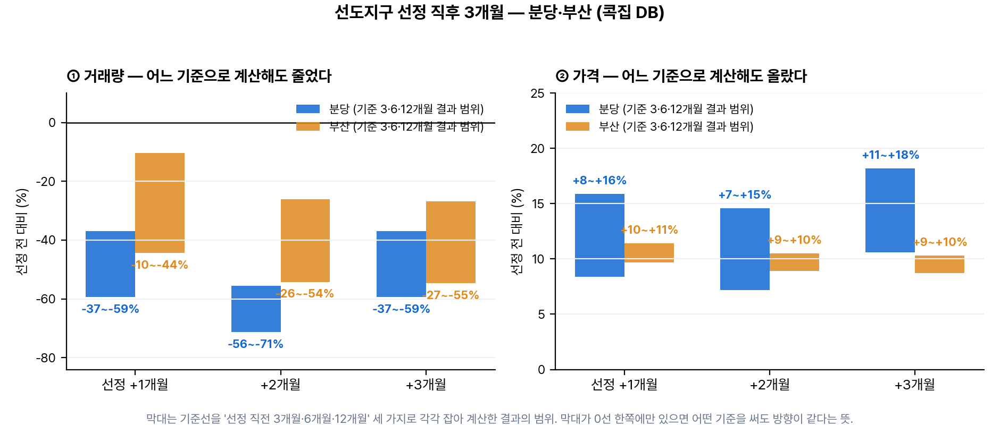 선도지구 선정 직후 3개월 — 분당·부산 (콕집 DB)
① 거래량 — 어느 기준으로 계산해도 줄었다
분당 (기준 3·6·12개월 결과 범위)
부산 (기준 3·6·12개월 결과 범위)
선정 전 대비 (%)
0
-20
-40
-60
-80
-37~-59%
-10~-44%
-56~-71%
-26~-54%
-37~-59%
-27~-55%
선정 +1개월
+2개월
+3개월
② 가격 — 어느 기준으로 계산해도 올랐다
분당 (기준 3·6·12개월 결과 범위)
부산 (기준 3·6·12개월 결과 범위)
선정 전 대비 (%)
25
20
15
10
5
0
+8~+16%
+10~+11%
+7~+15%
+9~+10%
+11~+18%
+9~+10%
선정 +1개월
+2개월
+3개월
막대는 기준선을 '선정 직전 3개월·6개월·12개월' 세 가지로 각각 잡아 계산한 결과의 범위. 막대가 0선 한쪽에만 있으면 어떤 기준을 써도 방향이 같다는 뜻.